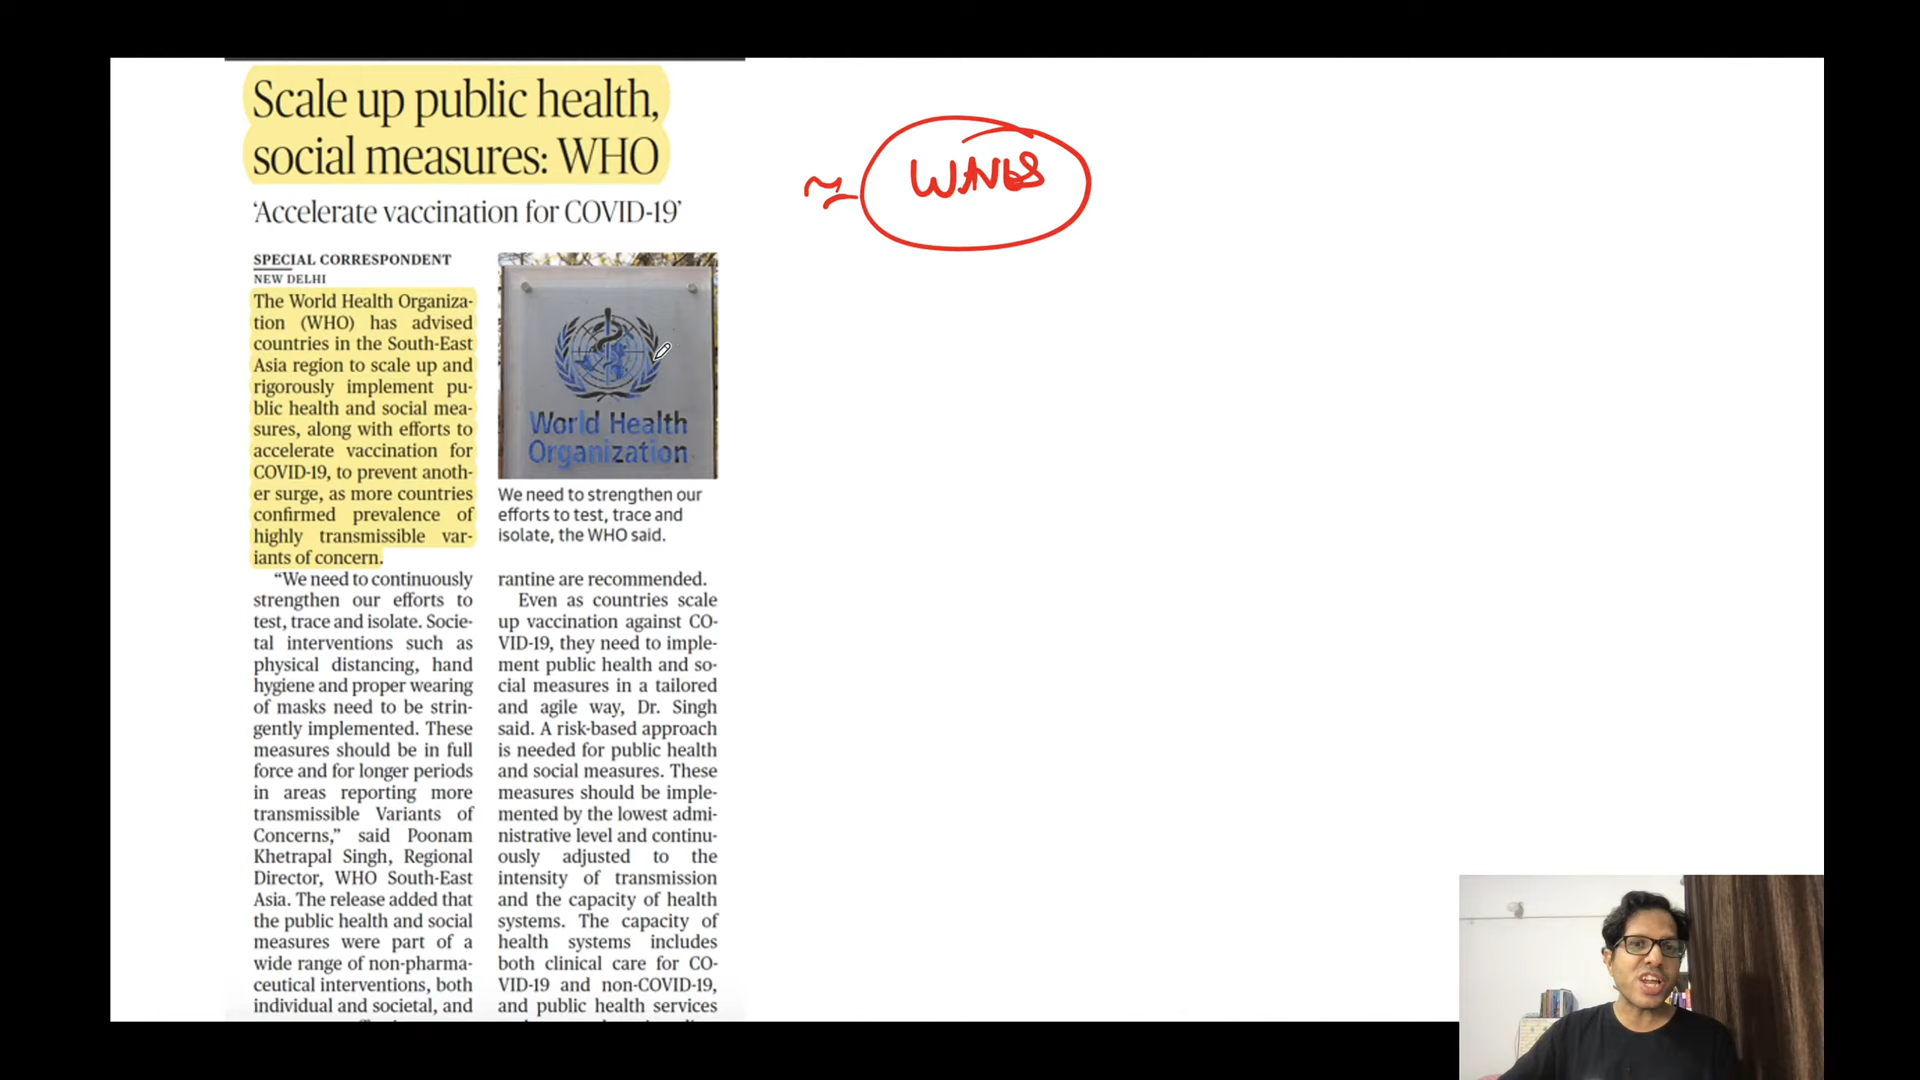 Scale up public health,
social measures: WHO
‘Accelerate vaccination for COVID-19’
SPECIAL CORRESPONDENT
NEW DELHI
The World Health Organiza-
tion (WHO) has advised
countries in the South-East
Asia region to scale up and
rigorously implement pu-
blic health and social mea-
sures, along with efforts to
accelerate vaccination for
COVID-19, to prevent anoth-
er surge, as more countries
confirmed prevalence of
highly transmissible var-
iants of concern.
“We need to continuously
strengthen our efforts to
test, trace and isolate. Socie-
tal interventions such as
physical distancing, hand
hygiene and proper wearing
of masks need to be strin-
gently implemented. These
measures should be in full
force and for longer periods
in areas reporting more
transmissible Variants of
Concerns,” said Poonam
Khetrapal Singh, Regional
Director, WHO South-East
Asia. The release added that
the public health and social
measures were part of a
wide range of non-pharma-
ceutical interventions, both
individual and societal, and
World Health
Organization
We need to strengthen our
efforts to test, trace and
isolate, the WHO said.
rantine are recommended.
Even as countries scale
up vaccination against CO-
VID-19, they need to imple-
ment public health and so-
cial measures in a tailored
and agile way, Dr. Singh
said. A risk-based approach
is needed for public health
and social measures. These
measures should be imple-
mented by the lowest admi-
nistrative level and continu-
ously adjusted to the
intensity of transmission
and the capacity of health
systems. The capacity of
health systems includes
both clinical care for CO-
VID-19 and non-COVID-19,
and public health services
WAVES